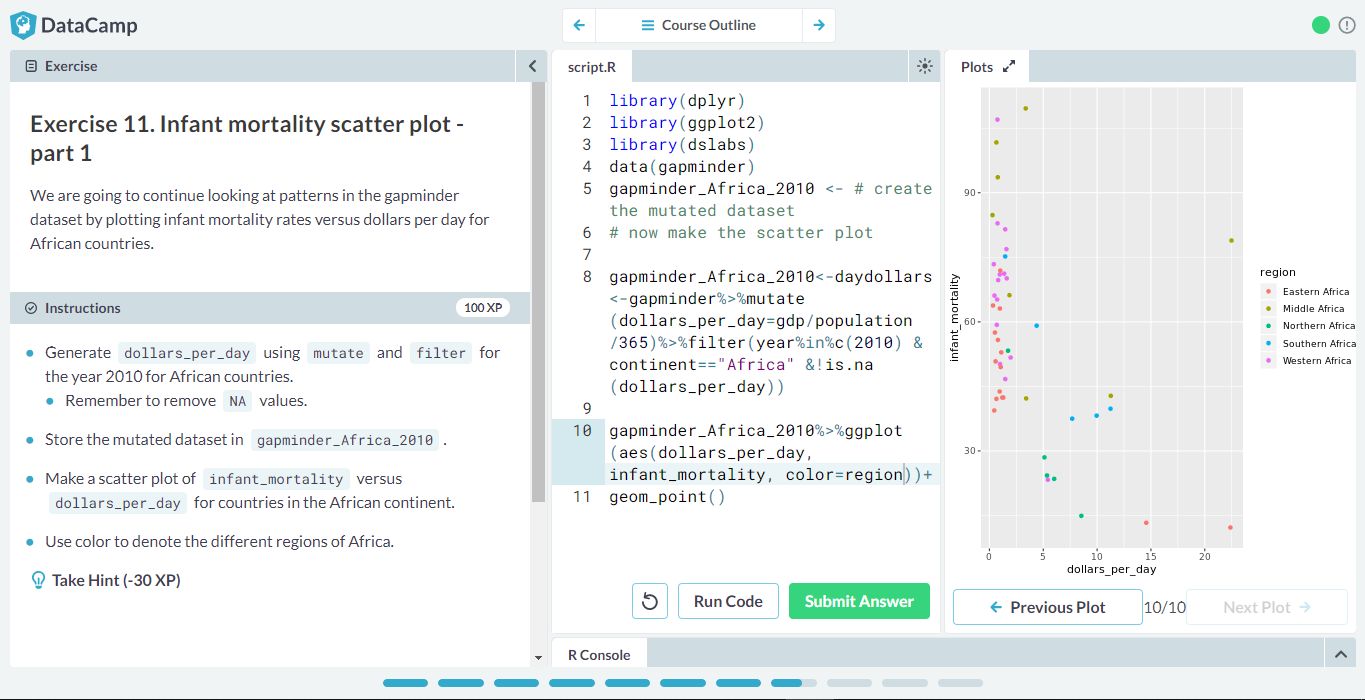 DataCamp
Course Outline
Exercise
Exercise 11. Infant mortality scatter plot -
part 1
We are going to continue looking at patterns in the gapminder
dataset by plotting infant mortality rates versus dollars per day for
African countries.
Instructions
100 XP
Generate dollars_per_day using mutate and filter for
the year 2010 for African countries.
Remember to remove NA values.
Store the mutated dataset in gapminder_Africa_2010 .
Make a scatter plot of infant_mortality versus
dollars_per_day for countries in the African continent.
Use color to denote the different regions of Africa.
Take Hint (-30 XP)
script.R
1 library(dplyr)
2 library(ggplot2)
3 library(dslabs)
4 data(gapminder)
5 gapminder_Africa_2010 <- # create
the mutated dataset
6 # now make the scatter plot
7
8 gapminder_Africa_2010<-daydollars
<-gapminder%>%mutate
(dollars_per_day=gdp/population
/365)%>%filter(year%in%c(2010) &
continent=="Africa" &!is.na
(dollars_per_day))
9
10 gapminder_Africa_2010%>%ggplot
(aes(dollars_per_day,
infant_mortality, color=region))+
11 geom_point()
Run Code
Submit Answer
R Console
Plots
90
60
30
infant_mortality
0 5 10 15 20
dollars_per_day
region
Eastern Africa
Middle Africa
Northern Africa
Southern Africa
Western Africa
Previous Plot
10/10
Next Plot